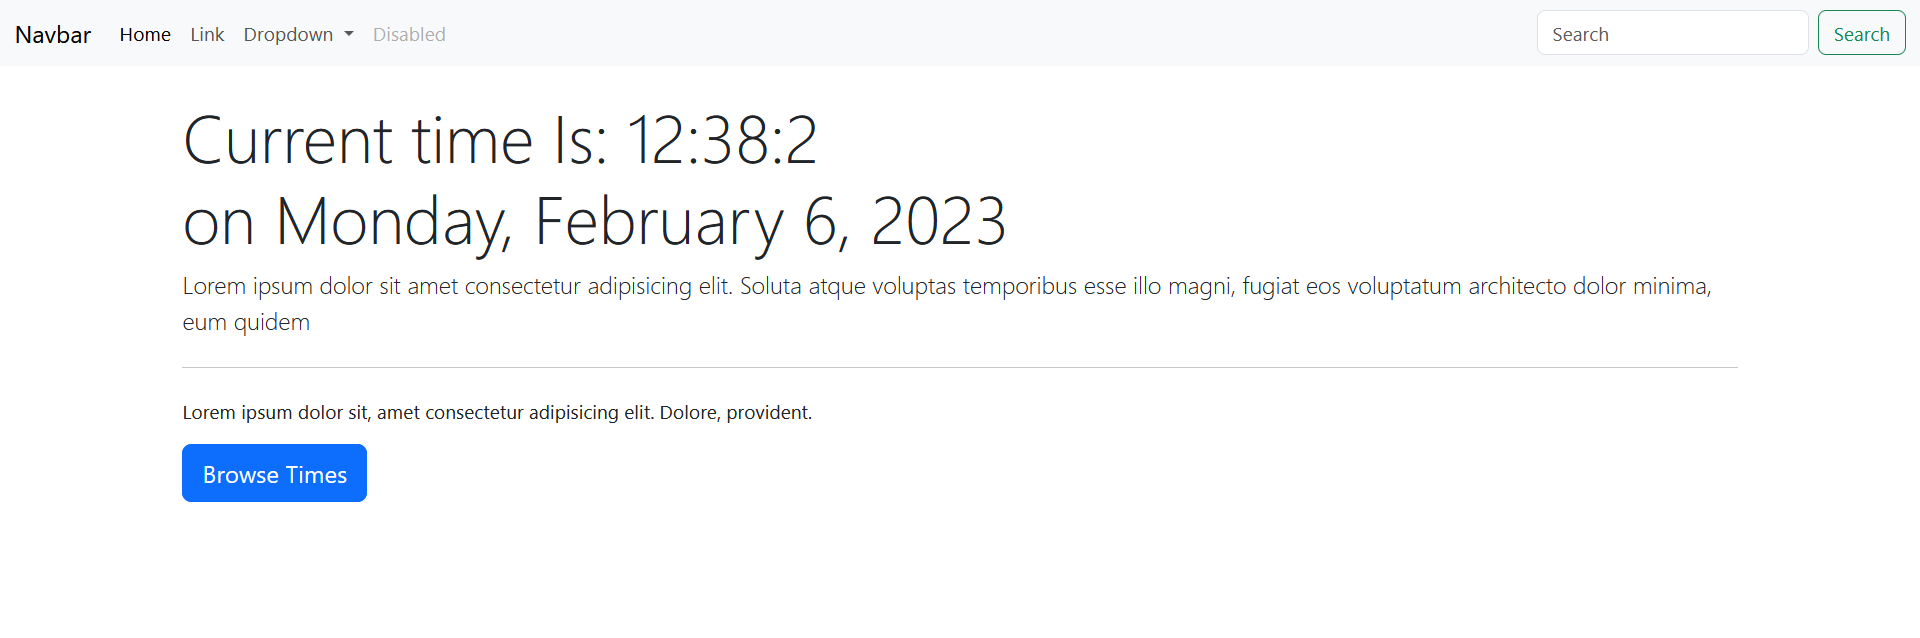 Navbar Home Link Dropdown Disabled Search Search
Current time Is: 12:38:2
on Monday, February 6, 2023
Lorem ipsum dolor sit amet consectetur adipisicing elit. Soluta atque voluptas temporibus esse illo magni, fugiat eos voluptatum architecto dolor minima,
eum quidem
Lorem ipsum dolor sit, amet consectetur adipisicing elit. Dolore, provident.
Browse Times